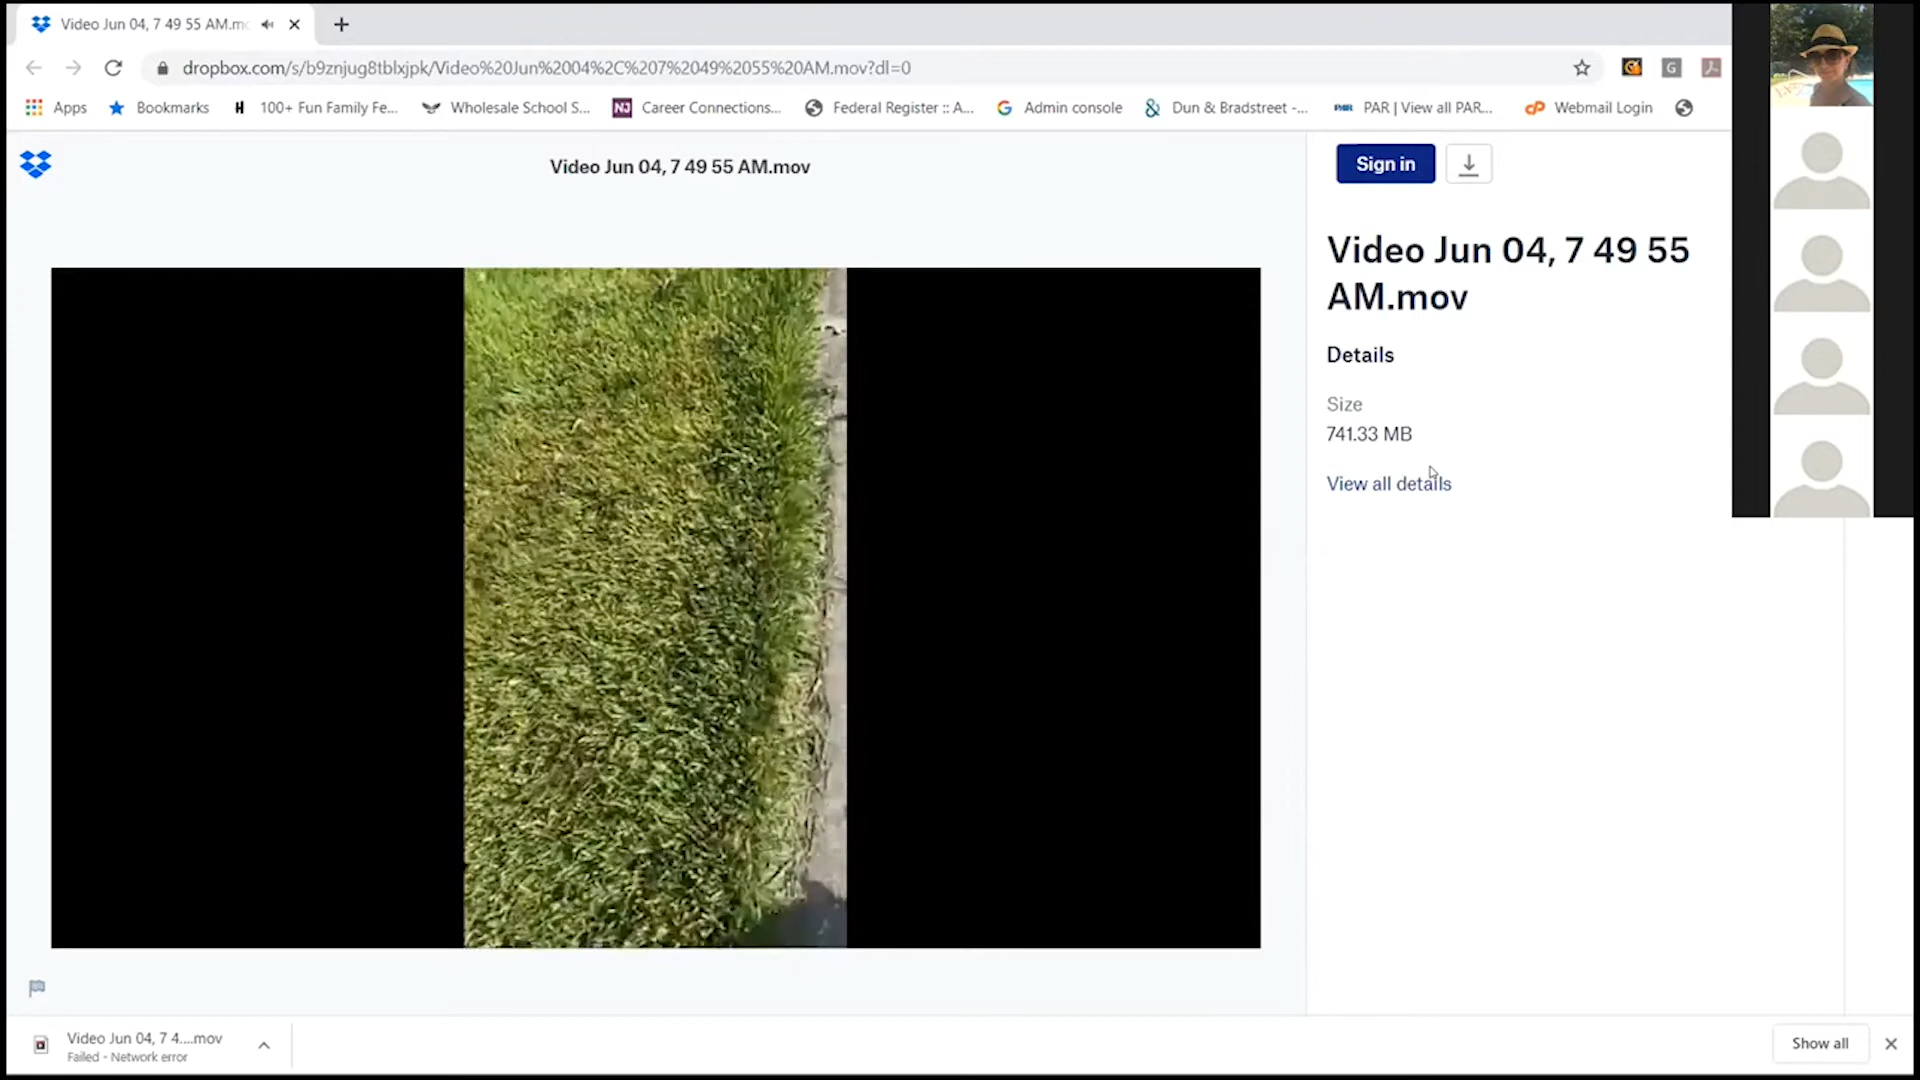 Video Jun 04, 7 49 55 AM.m
dropbox.com/s/b9znjug8tblxjpk/Video%20Jun%2004%2C%207%2049%2055%20AM.mov?dl=0
G
Apps
Bookmarks
H
100+ Fun Family Fe...
Wholesale School S...
NJ
Career Connections...
Federal Register :: A...
G
Admin console
Dun & Bradstreet -...
PAR
PAR | View all PAR...
cP
Webmail Login
Video Jun 04, 7 49 55 AM.mov
Sign in
Video Jun 04, 7 49 55
AM.mov
Details
Size
741.33 MB
View all details
Video Jun 04, 7 4....mov
Failed - Network error
Show all